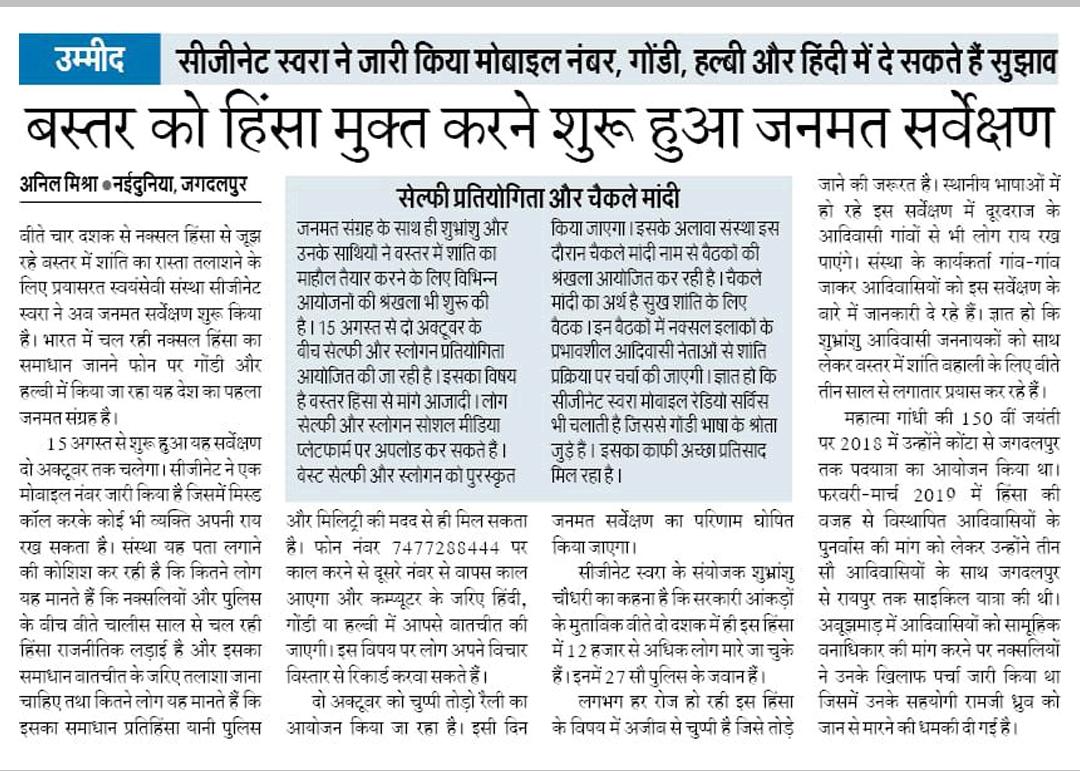 उम्मीद
सीजीनेट स्वरा ने जारी किया मोबाइल नंबर, गोंडी, हल्बी और हिंदी में दे सकते हैं सुझाव
बस्तर को हिंसा मुक्त करने शुरू हुआ जनमत सर्वेक्षण
अनिल मिश्रा ●नईदुनिया, जगदलपुर
वीते चार दशक से नक्सल हिंसा से जूझ
रहे बस्तर में शांति का रास्ता तलाशने के
लिए प्रयासरत स्वयंसेवी संस्था सीजीनेट
स्वरा ने अब जनमत सर्वेक्षण शुरू किया
है। भारत में चल रही नक्सल हिंसा का
समाधान जानने फोन पर गोंडी और
हल्वी में किया जा रहा यह देश का पहला
जनमत संग्रह है।
15 अगस्त से शुरू हुआ यह सर्वेक्षण
दो अक्टूबर तक चलेगा। सीजीनेट ने एक
मोबाइल नंबर जारी किया है जिसमें मिस्ड
कॉल करके कोई भी व्यक्ति अपनी राय
रख सकता है। संस्था यह पता लगाने
की कोशिश कर रही है कि कितने लोग
यह मानते हैं कि नक्सलियों और पुलिस
के बीच वीते चालीस साल से चल रही
हिंसा राजनीतिक लड़ाई है और इसका
समाधान बातचीत के जरिए तलाशा जाना
चाहिए तथा कितने लोग यह मानते हैं कि
इसका समाधान प्रतिहिंसा यानी पुलिस
सेल्फी प्रतियोगिता और चैकले मांदी
जनमत संग्रह के साथ ही शुभ्रांशु और
उनके साथियों ने वस्तर में शांति का
माहौल तैयार करने के लिए विभिन्न
आयोजनों की श्रंखला भी शुरू की
है। 15 अगस्त से दो अक्टूबर के
वीच सेल्फी और स्लोगन प्रतियोगिता
आयोजित की जा रही है। इसका विषय
है वस्तर हिंसा से मांगे आजादी। लोग
सेल्फी और स्लोगन सोशल मीडिया
प्लेटफार्म पर अपलोड कर सकते हैं।
वेस्ट सेल्फी और स्लोगन को पुरस्कृत
किया जाएगा। इसके अलावा संस्था इस
दौरान चैकले मांदी नाम से वैठकों की
श्रंखला आयोजित कर रही है। चैकले
मांदी का अर्थ है सुख शांति के लिए
वैठक। इन वैठकों में नक्सल इलाकों के
प्रभावशील आदिवासी नेताओं से शांति
प्रक्रिया पर चर्चा की जाएगी। ज्ञात हो कि
सीजीनेट स्वरा मोबाइल रेडियो सर्विस
भी चलाती है जिससे गोंडी भाषा के श्रोता
जुड़े हैं। इसका काफी अच्छा प्रतिसाद
मिल रहा है।
और मिलिट्री की मदद से ही मिल सकता
है। फोन नंबर 7477288444 पर
काल करने से दूसरे नंबर से वापस काल
आएगा और कम्प्यूटर के जरिए हिंदी,
गोंडी या हल्वी में आपसे वातचीत की
जाएगी। इस विषय पर लोग अपने विचार
विस्तार से रिकार्ड करवा सकते हैं।
दो अक्टूबर को चुप्पी तोड़ो रैली का
आयोजन किया जा रहा है। इसी दिन
जनमत सर्वेक्षण का परिणाम घोषित
किया जाएगा।
सीजीनेट स्वरा के संयोजक शुभ्रांशु
चौधरी का कहना है कि सरकारी आंकड़ों
के मुताविक वीते दो दशक में ही इस हिंसा
में 12 हजार से अधिक लोग मारे जा चुके
हैं। इनमें 27 सौ पुलिस के जवान हैं।
लगभग हर रोज हो रही इस हिंसा
के विषय में अजीव से चुप्पी है जिसे तोड़े
जाने की जरूरत है। स्थानीय भाषाओं में
हो रहे इस सर्वेक्षण में दूरदराज के
आदिवासी गांवों से भी लोग राय रख
पाएंगे। संस्था के कार्यकर्ता गांव-गांव
जाकर आदिवासियों को इस सर्वेक्षण के
बारे में जानकारी दे रहे हैं। ज्ञात हो कि
शुभ्रांशु आदिवासी जननायकों को साथ
लेकर वस्तर में शांति बहाली के लिए वीते
तीन साल से लगातार प्रयास कर रहे हैं।
महात्मा गांधी की 150 वीं जयंती
पर 2018 में उन्होंने कोंटा से जगदलपुर
तक पदयात्रा का आयोजन किया था।
फरवरी-मार्च 2019 में हिंसा की
वजह से विस्थापित आदिवासियों के
पुनर्वास की मांग को लेकर उन्होंने तीन
सौ आदिवासियों के साथ जगदलपुर
से रायपुर तक साइकिल यात्रा की थी।
अवूझमाड़ में आदिवासियों को सामूहिक
वनाधिकार की मांग करने पर नक्सलियों
ने उनके खिलाफ पर्चा जारी किया था
जिसमें उनके सहयोगी रामजी ध्रुव को
जान से मारने की धमकी दी गई है।